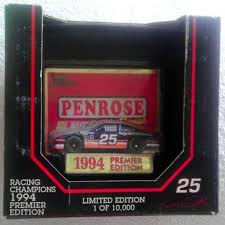 PENROSE
25
1994 PREMIER EDITION
RACING CHAMPIONS 1994 PREMIER EDITION
LIMITED EDITION
1 OF 10,000
25